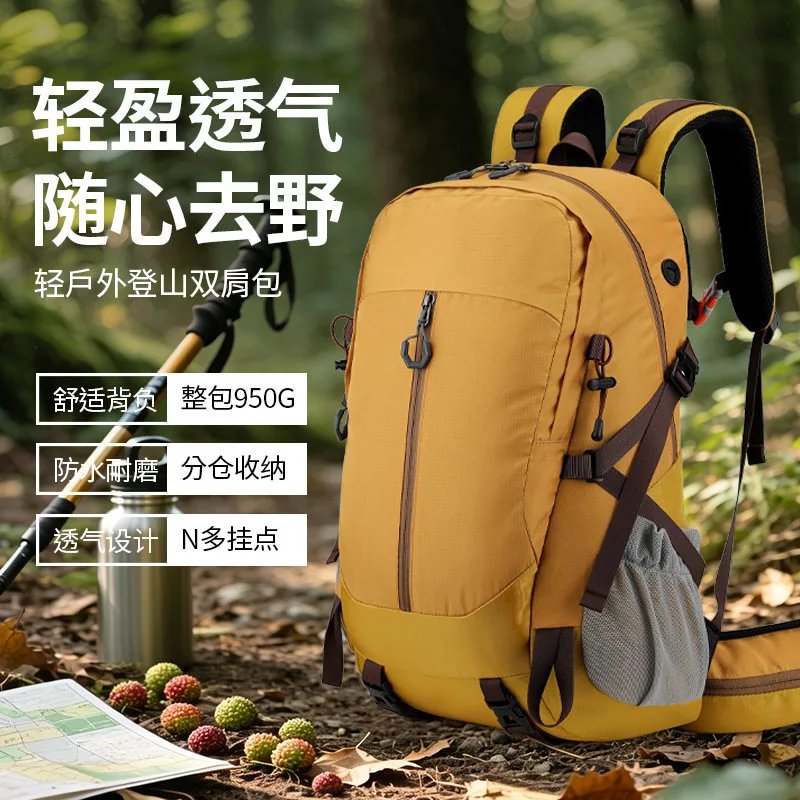 轻盈透气
随心去野
轻戶外登山双肩包
舒适背负 整包950G
防水耐磨 分仓收纳
透气设计 N多挂点